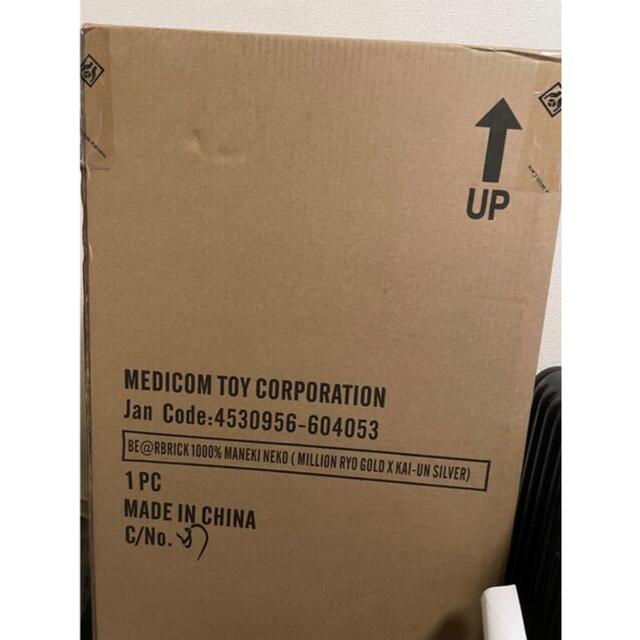 UP
MEDICOM TOY CORPORATION
Jan Code:4530956-604053
BE@RBRICK 1000% MANEKI NEKO ( MILLION RYO GOLD X KAI-UN SILVER)
1 PC
MADE IN CHINA
C/No.